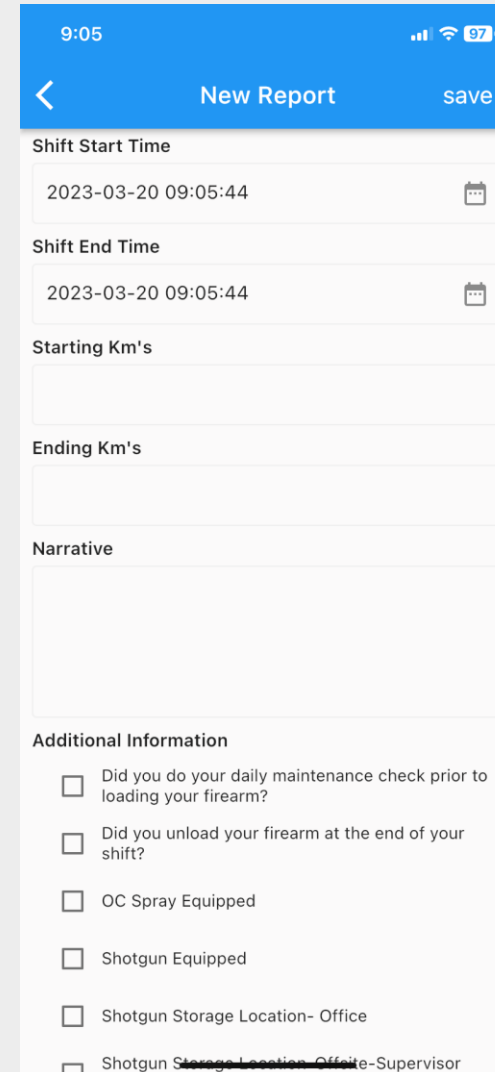 9:05
97
New Report
save
Shift Start Time
2023-03-20 09:05:44
Shift End Time
2023-03-20 09:05:44
Starting Km's
Ending Km's
Narrative
Additional Information
Did you do your daily maintenance check prior to
loading your firearm?
Did you unload your firearm at the end of your
shift?
OC Spray Equipped
Shotgun Equipped
Shotgun Storage Location- Office
Shotgun Storage Location-Offsite-Supervisor